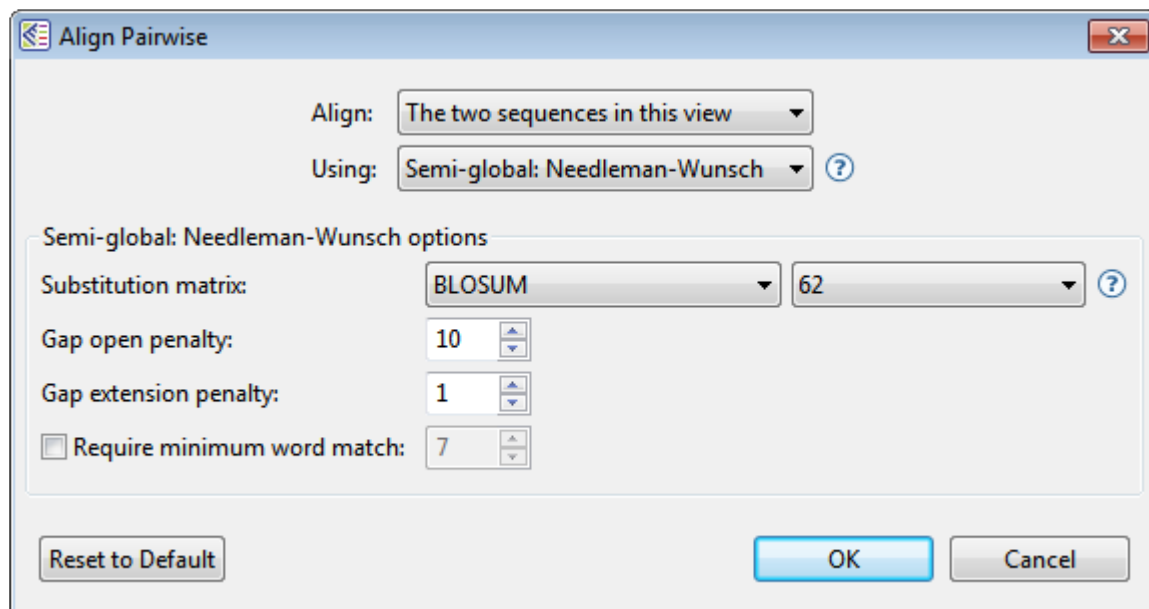 Align Pairwise
Align: The two sequences in this view
Using: Semi-global: Needleman-Wunsch ?
Semi-global: Needleman-Wunsch options
Substitution matrix: BLOSUM 62 ?
Gap open penalty: 10
Gap extension penalty: 1
Require minimum word match: 7
Reset to Default OK Cancel